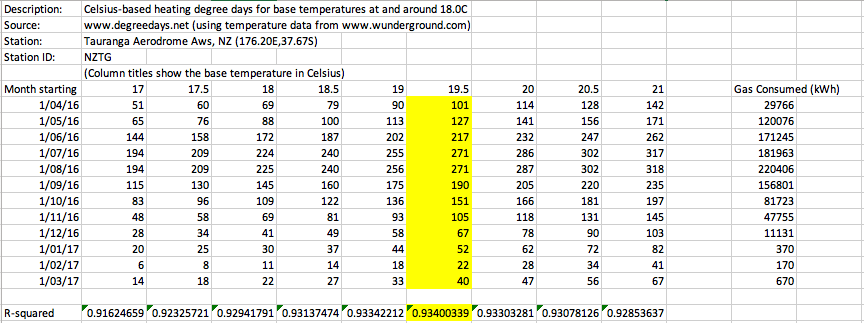 Description: Celsius-based heating degree days for base temperatures at and around 18.0C
Source: www.degreedays.net (using temperature data from www.wunderground.com)
Station: Tauranga Aerodrome Aws, NZ (176.20E,37.67S)
Station ID: NZTG
(Column titles show the base temperature in Celsius)
Month starting 17 17.5 18 18.5 19 19.5 20 20.5 21 Gas Consumed (kWh)
1/04/16 51 60 69 79 90 101 114 128 142 29766
1/05/16 65 76 88 100 113 127 141 156 171 120076
1/06/16 144 158 172 187 202 217 232 247 262 171245
1/07/16 194 209 224 240 255 271 286 302 317 181963
1/08/16 194 209 225 240 256 271 287 302 318 220406
1/09/16 115 130 145 160 175 190 205 220 235 156801
1/10/16 83 96 109 122 136 151 166 181 197 81723
1/11/16 48 58 69 81 93 105 118 131 145 47755
1/12/16 28 34 41 49 58 67 78 90 103 11131
1/01/17 20 25 30 37 44 52 62 72 82 370
1/02/17 6 8 11 14 18 22 28 34 41 170
1/03/17 14 18 22 27 33 40 47 56 67 670
R-squared 0.91624659 0.92325721 0.92941791 0.93137474 0.93342212 0.93400339 0.93303281 0.93078126 0.92853637